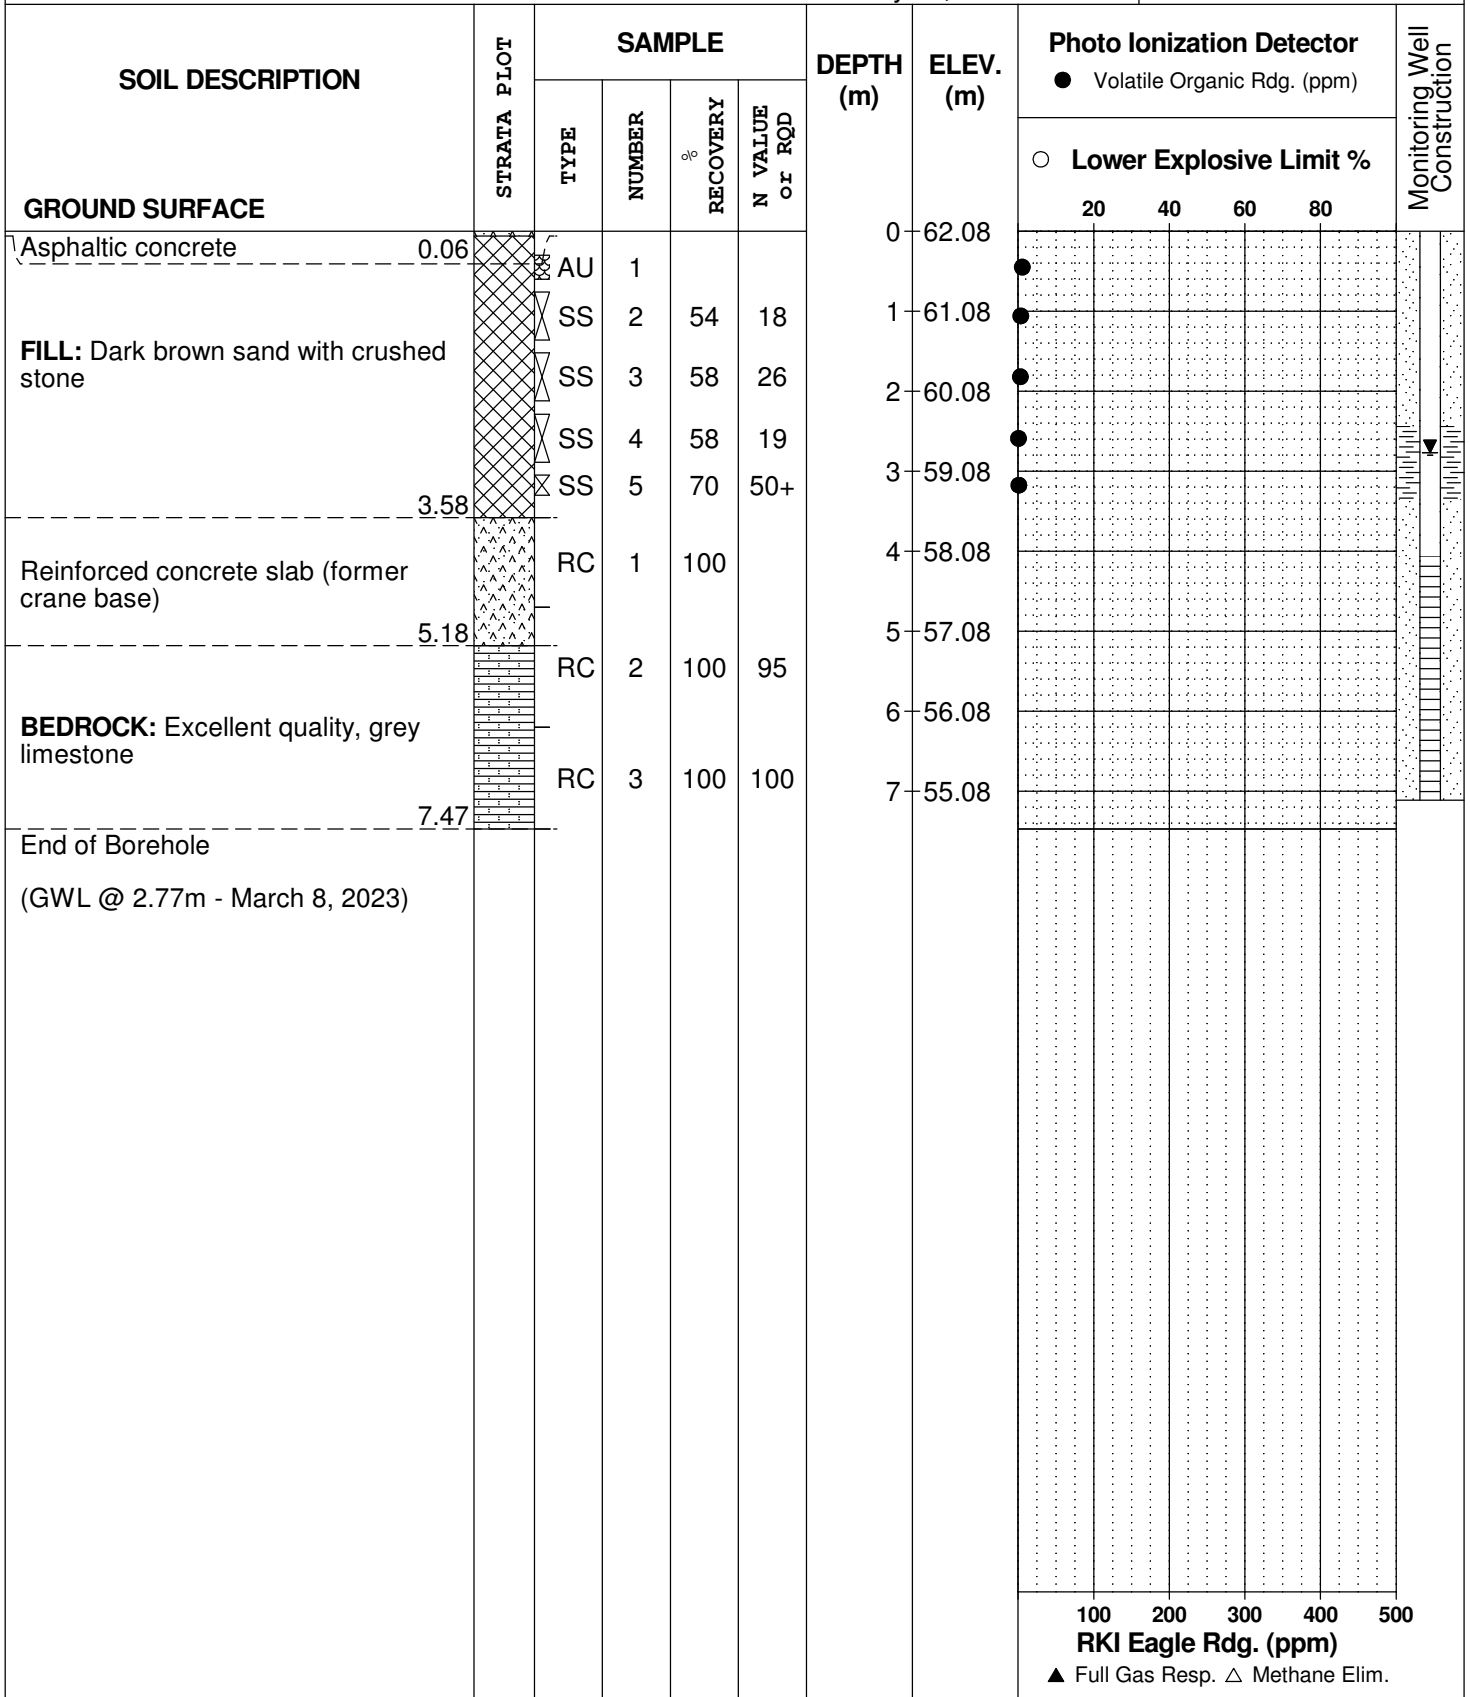 SOIL DESCRIPTION
GROUND SURFACE
STRATA PLOT
SAMPLE
TYPE
NUMBER
%
RECOVERY
N VALUE
or RQD
DEPTH
(m)
ELEV.
(m)
Photo Ionization Detector
● Volatile Organic Rdg. (ppm)
○ Lower Explosive Limit %
20 40 60 80
Monitoring Well
Construction
0 62.08
Asphaltic concrete 0.06
AU 1
SS 2 54 18
1 61.08
FILL: Dark brown sand with crushed
stone
SS 3 58 26
2 60.08
SS 4 58 19
3 59.08
SS 5 70 50+
3.58
RC 1 100
4 58.08
Reinforced concrete slab (former
crane base)
5.18
5 57.08
RC 2 100 95
6 56.08
BEDROCK: Excellent quality, grey
limestone
RC 3 100 100
7 55.08
7.47
End of Borehole
(GWL @ 2.77m - March 8, 2023)
100 200 300 400 500
RKI Eagle Rdg. (ppm)
▲ Full Gas Resp. △ Methane Elim.